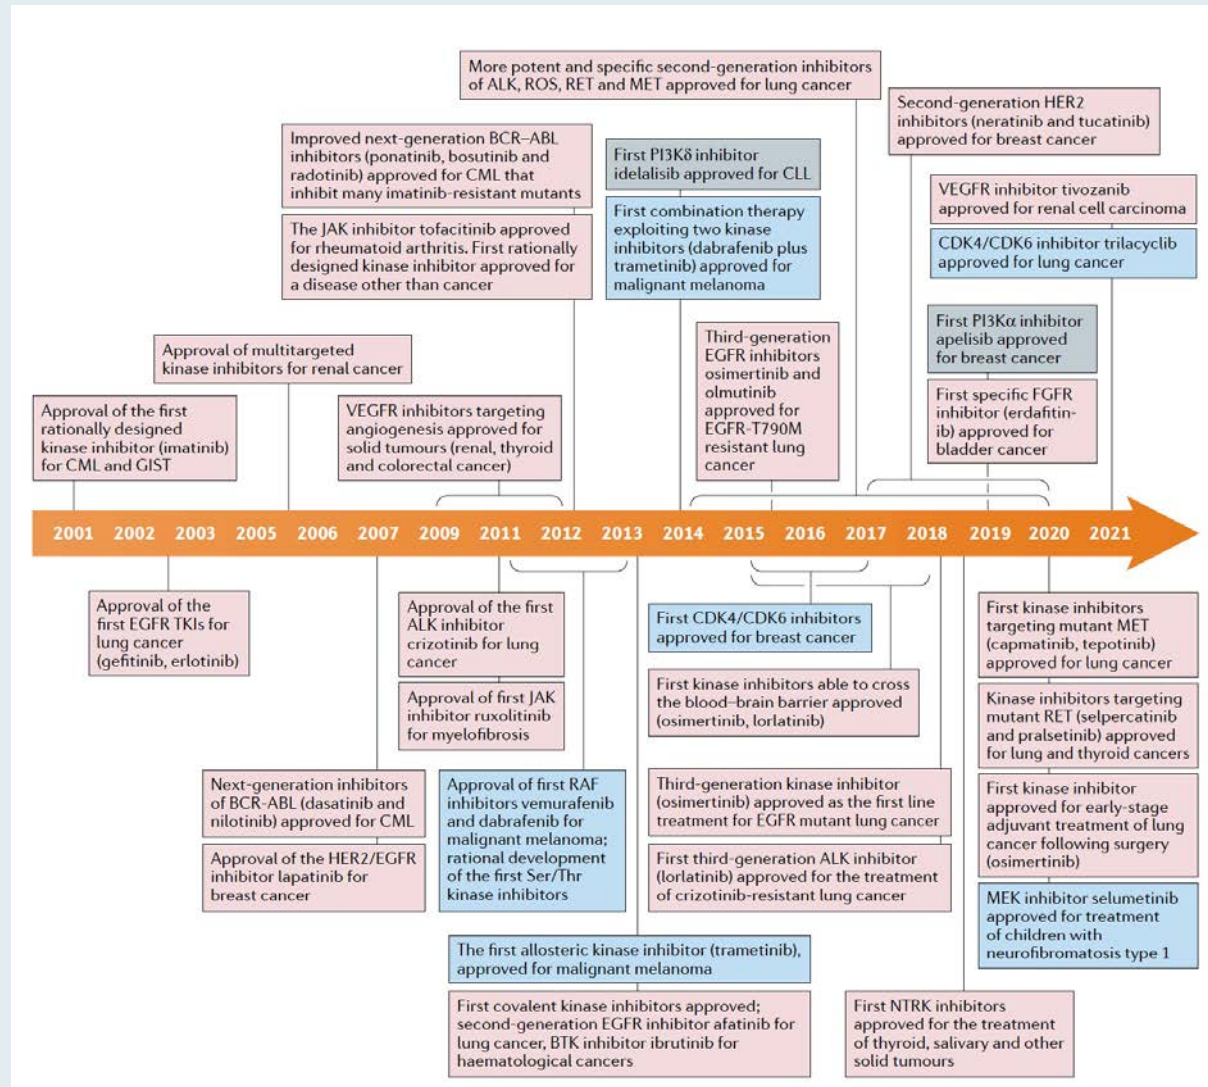 More potent and specific second-generation inhibitors
of ALK, ROS, RET and MET approved for lung cancer
Second-generation HER2
inhibitors (neratinib and tucatinib)
approved for breast cancer
Improved next-generation BCR–ABL
inhibitors (ponatinib, bosutinib and
radotinib) approved for CML that
inhibit many imatinib-resistant mutants
First PI3Kδ inhibitor
idelalisib approved for CLL
VEGFR inhibitor tivozanib
approved for renal cell carcinoma
The JAK inhibitor tofacitinib approved
for rheumatoid arthritis. First rationally
designed kinase inhibitor approved for
a disease other than cancer
First combination therapy
exploiting two kinase
inhibitors (dabrafenib plus
trametinib) approved for
malignant melanoma
CDK4/CDK6 inhibitor trilacyclib
approved for lung cancer
Approval of multitargeted
kinase inhibitors for renal cancer
Third-generation
EGFR inhibitors
osimertinib and
olmutinib
approved for
EGFR-T790M
resistant lung
cancer
First PI3Kα inhibitor
apelisib approved
for breast cancer
Approval of the first
rationally designed
kinase inhibitor (imatinib)
for CML and GIST
VEGFR inhibitors targeting
angiogenesis approved for
solid tumours (renal, thyroid
and colorectal cancer)
First specific FGFR
inhibitor (erdafitin-
ib) approved for
bladder cancer
2001 2002 2003 2005 2006 2007 2009 2011 2012 2013 2014 2015 2016 2017 2018 2019 2020 2021
Approval of the
first EGFR TKIs for
lung cancer
(gefitinib, erlotinib)
Approval of the first
ALK inhibitor
crizotinib for lung
cancer
First CDK4/CDK6 inhibitors
approved for breast cancer
First kinase inhibitors
targeting mutant MET
(capmatinib, tepotinib)
approved for lung cancer
Approval of first JAK
inhibitor ruxolitinib
for myelofibrosis
First kinase inhibitors able to cross
the blood–brain barrier approved
(osimertinib, lorlatinib)
Kinase inhibitors targeting
mutant RET (selpercatinib
and pralsetinib) approved
for lung and thyroid cancers
Next-generation inhibitors
of BCR-ABL (dasatinib and
nilotinib) approved for CML
Approval of first RAF
inhibitors vemurafenib
and dabrafenib for
malignant melanoma;
rational development
of the first Ser/Thr
kinase inhibitors
Third-generation kinase inhibitor
(osimertinib) approved as the first line
treatment for EGFR mutant lung cancer
First kinase inhibitor
approved for early-stage
adjuvant treatment of lung
cancer following surgery
(osimertinib)
Approval of the HER2/EGFR
inhibitor lapatinib for
breast cancer
First third-generation ALK inhibitor
(lorlatinib) approved for the treatment
of crizotinib-resistant lung cancer
MEK inhibitor selumetinib
approved for treatment
of children with
neurofibromatosis type 1
The first allosteric kinase inhibitor (trametinib),
approved for malignant melanoma
First covalent kinase inhibitors approved;
second-generation EGFR inhibitor afatinib for
lung cancer, BTK inhibitor ibrutinib for
haematological cancers
First NTRK inhibitors
approved for the treatment
of thyroid, salivary and other
solid tumours